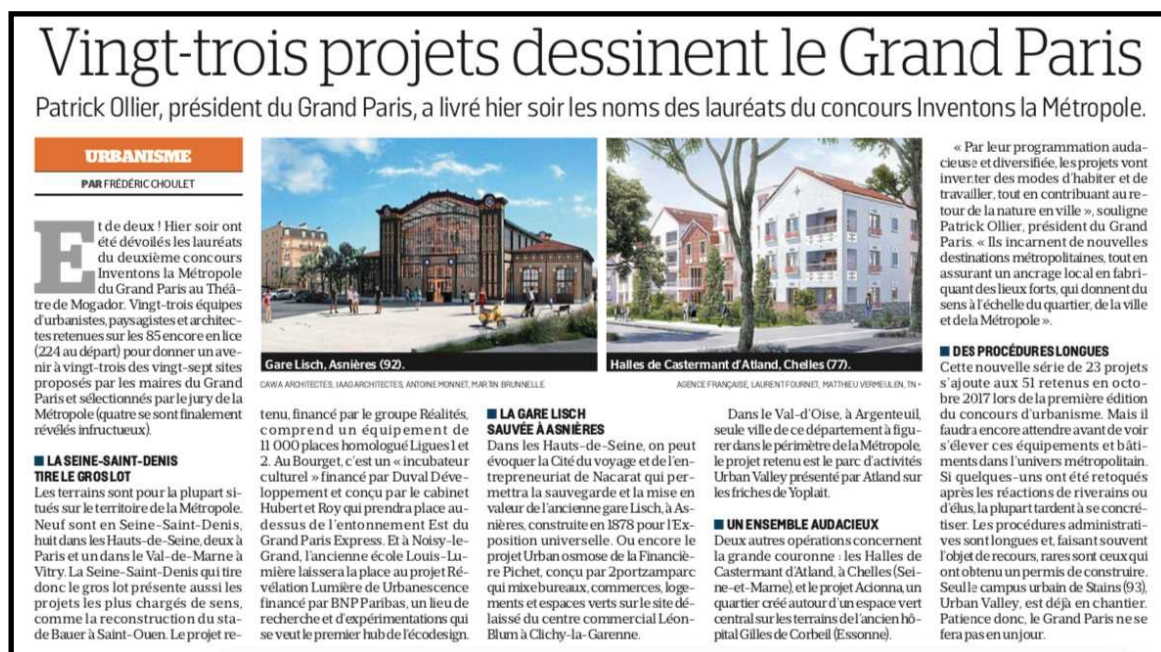 Vingt-trois projets dessinent le Grand Paris
Patrick Ollier, président du Grand Paris, a livré hier soir les noms des lauréats du concours Inventons la Métropole.
URBANISME
PAR FRÉDÉRIC CHOULET
Et de deux ! Hier soir ont
été dévoilés les lauréats
du deuxième concours
Inventons la Métropole
du Grand Paris au Théâ-
tre de Mogador. Vingt-trois équipes
d'urbanistes, paysagistes et architec-
tes retenues sur les 85 encore en lice
(224 au départ) pour donner un ave-
nir à vingt-trois des vingt-sept sites
proposés par les maires du Grand
Paris et sélectionnés par le jury de la
Métropole (quatre se sont finalement
révélés infructueux).
LA SEINE-SAINT-DENIS
TIRE LE GROS LOT
Les terrains sont pour la plupart si-
tués sur le territoire de la Métropole.
Neuf sont en Seine-Saint-Denis,
huit dans les Hauts-de-Seine, deux à
Paris et un dans le Val-de-Marne à
Vitry. La Seine-Saint-Denis qui tire
donc le gros lot présente aussi les
projets les plus chargés de sens,
comme la reconstruction du sta-
de Bauer à Saint-Ouen. Le projet re-
Gare Lisch, Asnières (92).
CAWA ARCHITECTES, JAAG ARCHITECTES, ANTOINE MONNET, MARTIN BRUNNELLE
Halles de Castermant d'Atland, Chelles (77).
AGENCE FRANÇAISE, LAURENT FOURNET, MATTHIEU VERMEULEN, TN +
tenu, financé par le groupe Réalités,
comprend un équipement de
11 000 places homologué Ligues 1 et
2. Au Bourget, c'est un « incubateur
culturel » financé par Duval Déve-
loppement et conçu par le cabinet
Hubert et Roy qui prendra place au-
dessus de l'entonnement Est du
Grand Paris Express. Et à Noisy-le-
Grand, l'ancienne école Louis-Lu-
mière laissera la place au projet Ré-
vélation Lumière de Urbanescence
financé par BNP Paribas, un lieu de
recherche et d'expérimentations qui
se veut le premier hub de l'écodesign.
LA GARE LISCH
SAUVÉE À ASNIÈRES
Dans les Hauts-de-Seine, on peut
évoquer la Cité du voyage et de l'en-
trepreneuriat de Nacarat qui per-
mettra la sauvegarde et la mise en
valeur de l'ancienne gare Lisch, à As-
nières, construite en 1878 pour l'Ex-
position universelle. Ou encore le
projet Urban osmose de la Financiè-
re Pichet, conçu par 2portzamparc
qui mixe bureaux, commerces, loge-
ments et espaces verts sur le site dé-
laissé du centre commercial Léon-
Blum à Clichy-la-Garenne.
Dans le Val-d'Oise, à Argenteuil,
seule ville de ce département à figu-
rer dans le périmètre de la Métropole,
le projet retenu est le parc d'activités
Urban Valley présenté par Atland sur
les friches de Yoplait.
UN ENSEMBLE AUDACIEUX
Deux autres opérations concernent
la grande couronne : les Halles de
Castermant d'Atland, à Chelles (Sei-
ne-et-Marne), et le projet Acionna, un
quartier créé autour d'un espace vert
central sur les terrains de l'ancien hô-
pital Gilles de Corbeil (Essonne).
« Par leur programmation auda-
cieuse et diversifiée, les projets vont
inventer des modes d'habiter et de
travailler, tout en contribuant au re-
tour de la nature en ville », souligne
Patrick Ollier, président du Grand
Paris. « Ils incarnent de nouvelles
destinations métropolitaines, tout en
assurant un ancrage local en fabri-
quant des lieux forts, qui donnent du
sens à l'échelle du quartier, de la ville
et de la Métropole ».
DES PROCÉDURES LONGUES
Cette nouvelle série de 23 projets
s'ajoute aux 51 retenus en octo-
bre 2017 lors de la première édition
du concours d'urbanisme. Mais il
faudra encore attendre avant de voir
s'élever ces équipements et bâti-
ments dans l'univers métropolitain.
Si quelques-uns ont été retoqués
après les réactions de riverains ou
d'élus, la plupart tardent à se concré-
tiser. Les procédures administrati-
ves sont longues et, faisant souvent
l'objet de recours, rares sont ceux qui
ont obtenu un permis de construire.
Seul le campus urbain de Stains (93),
Urban Valley, est déjà en chantier.
Patience donc, le Grand Paris ne se
fera pas en un jour.